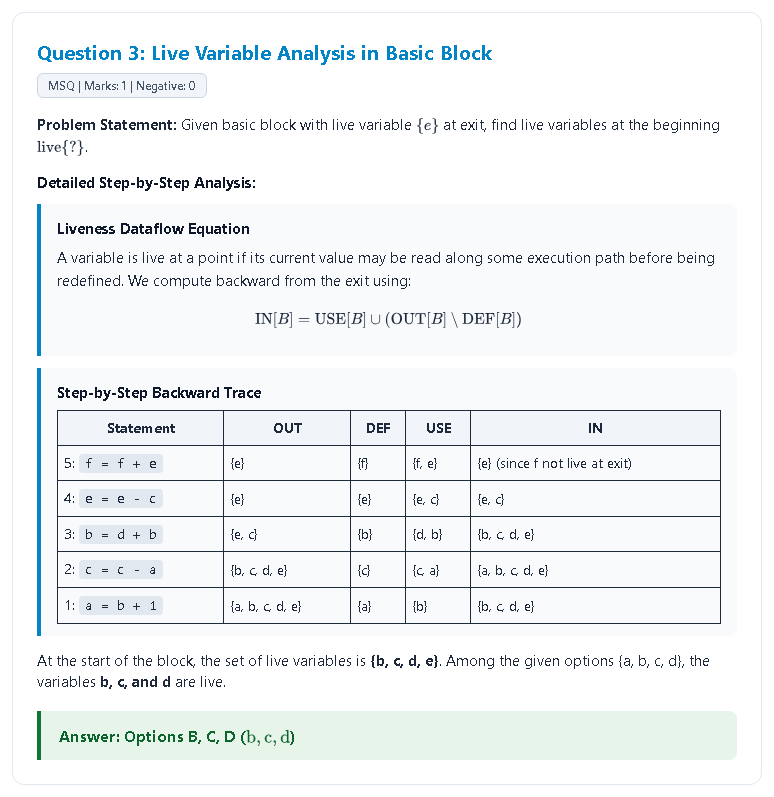 Question 3: Live Variable Analysis in Basic Block
MSQ | Marks: 1 | Negative: 0
Problem Statement: Given basic block with live variable {e} at exit, find live variables at the beginning
live{?}.
Detailed Step-by-Step Analysis:
Liveness Dataflow Equation
A variable is live at a point if its current value may be read along some execution path before being
redefined. We compute backward from the exit using:
IN[B] = USE[B] ∪ (OUT[B] \ DEF[B])
Step-by-Step Backward Trace
Statement OUT DEF USE IN
5: f = f + e {e} {f} {f, e} {e} (since f not live at exit)
4: e = e - c {e} {e} {e, c} {e, c}
3: b = d + b {e, c} {b} {d, b} {b, c, d, e}
2: c = c - a {b, c, d, e} {c} {c, a} {a, b, c, d, e}
1: a = b + 1 {a, b, c, d, e} {a} {b} {b, c, d, e}
At the start of the block, the set of live variables is {b, c, d, e}. Among the given options {a, b, c, d}, the
variables b, c, and d are live.
Answer: Options B, C, D (b, c, d)